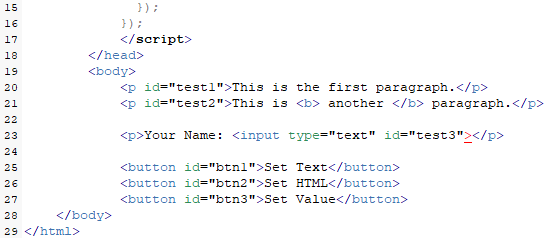 15 });
16 });
17 </script>
18 </head>
19 <body>
20 <p id="test1">This is the first paragraph.</p>
21 <p id="test2">This is <b> another </b> paragraph.</p>
22
23 <p>Your Name: <input type="text" id="test3"></p>
24
25 <button id="btn1">Set Text</button>
26 <button id="btn2">Set HTML</button>
27 <button id="btn3">Set Value</button>
28 </body>
29 </html>